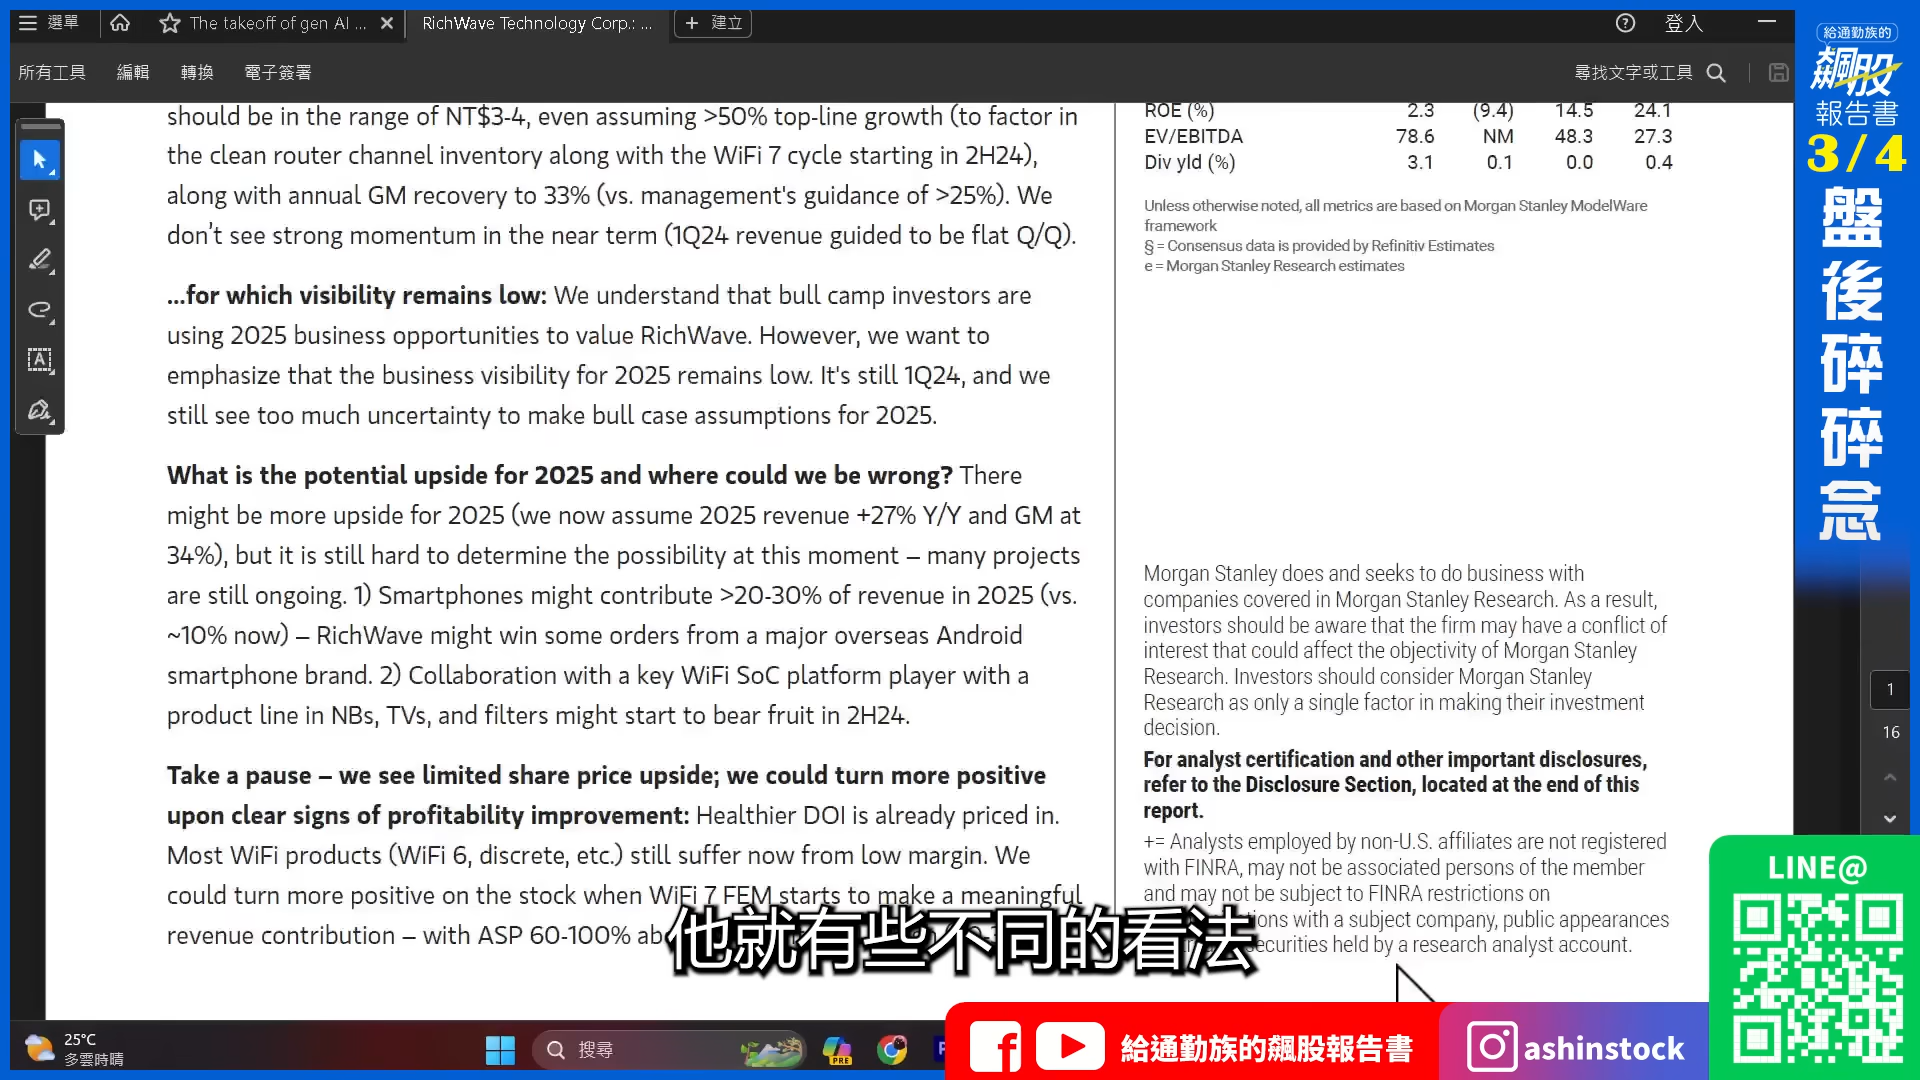 選單
The takeoff of gen AI ...
RichWave Technology Corp.: ...
建立
登入
所有工具
編輯
轉換
電子簽署
尋找文字或工具
should be in the range of NT$3-4, even assuming >50% top-line growth (to factor in
the clean router channel inventory along with the WiFi 7 cycle starting in 2H24),
along with annual GM recovery to 33% (vs. management's guidance of >25%). We
don't see strong momentum in the near term (1Q24 revenue guided to be flat Q/Q).
...for which visibility remains low: We understand that bull camp investors are
using 2025 business opportunities to value RichWave. However, we want to
emphasize that the business visibility for 2025 remains low. It's still 1Q24, and we
still see too much uncertainty to make bull case assumptions for 2025.
What is the potential upside for 2025 and where could we be wrong? There
might be more upside for 2025 (we now assume 2025 revenue +27% Y/Y and GM at
34%), but it is still hard to determine the possibility at this moment – many projects
are still ongoing. 1) Smartphones might contribute >20-30% of revenue in 2025 (vs.
~10% now) – RichWave might win some orders from a major overseas Android
smartphone brand. 2) Collaboration with a key WiFi SoC platform player with a
product line in NBs, TVs, and filters might start to bear fruit in 2H24.
Take a pause – we see limited share price upside; we could turn more positive
upon clear signs of profitability improvement: Healthier DOI is already priced in.
Most WiFi products (WiFi 6, discrete, etc.) still suffer now from low margin. We
could turn more positive on the stock when WiFi 7 FEM starts to make a meaningful
revenue contribution – with ASP 60-100%
ROE (%) 2.3 (9.4) 14.5 24.1
EV/EBITDA 78.6 NM 48.3 27.3
Div yld (%) 3.1 0.1 0.0 0.4
Unless otherwise noted, all metrics are based on Morgan Stanley ModelWare
framework
§ = Consensus data is provided by Refinitiv Estimates
e = Morgan Stanley Research estimates
Morgan Stanley does and seeks to do business with
companies covered in Morgan Stanley Research. As a result,
investors should be aware that the firm may have a conflict of
interest that could affect the objectivity of Morgan Stanley
Research. Investors should consider Morgan Stanley
Research as only a single factor in making their investment
decision.
For analyst certification and other important disclosures,
refer to the Disclosure Section, located at the end of this
report.
+= Analysts employed by non-U.S. affiliates are not registered
with FINRA, may not be associated persons of the member
and may not be subject to FINRA restrictions on
with a subject company, public appearances
securities held by a research analyst account.
他就有些不同的看法
給通勤族的
飆股
報告書
3/4
盤後碎碎念
1
16
LINE@
25°C
多雲時晴
搜尋
PRE
給通勤族的飆股報告書
ashinstock